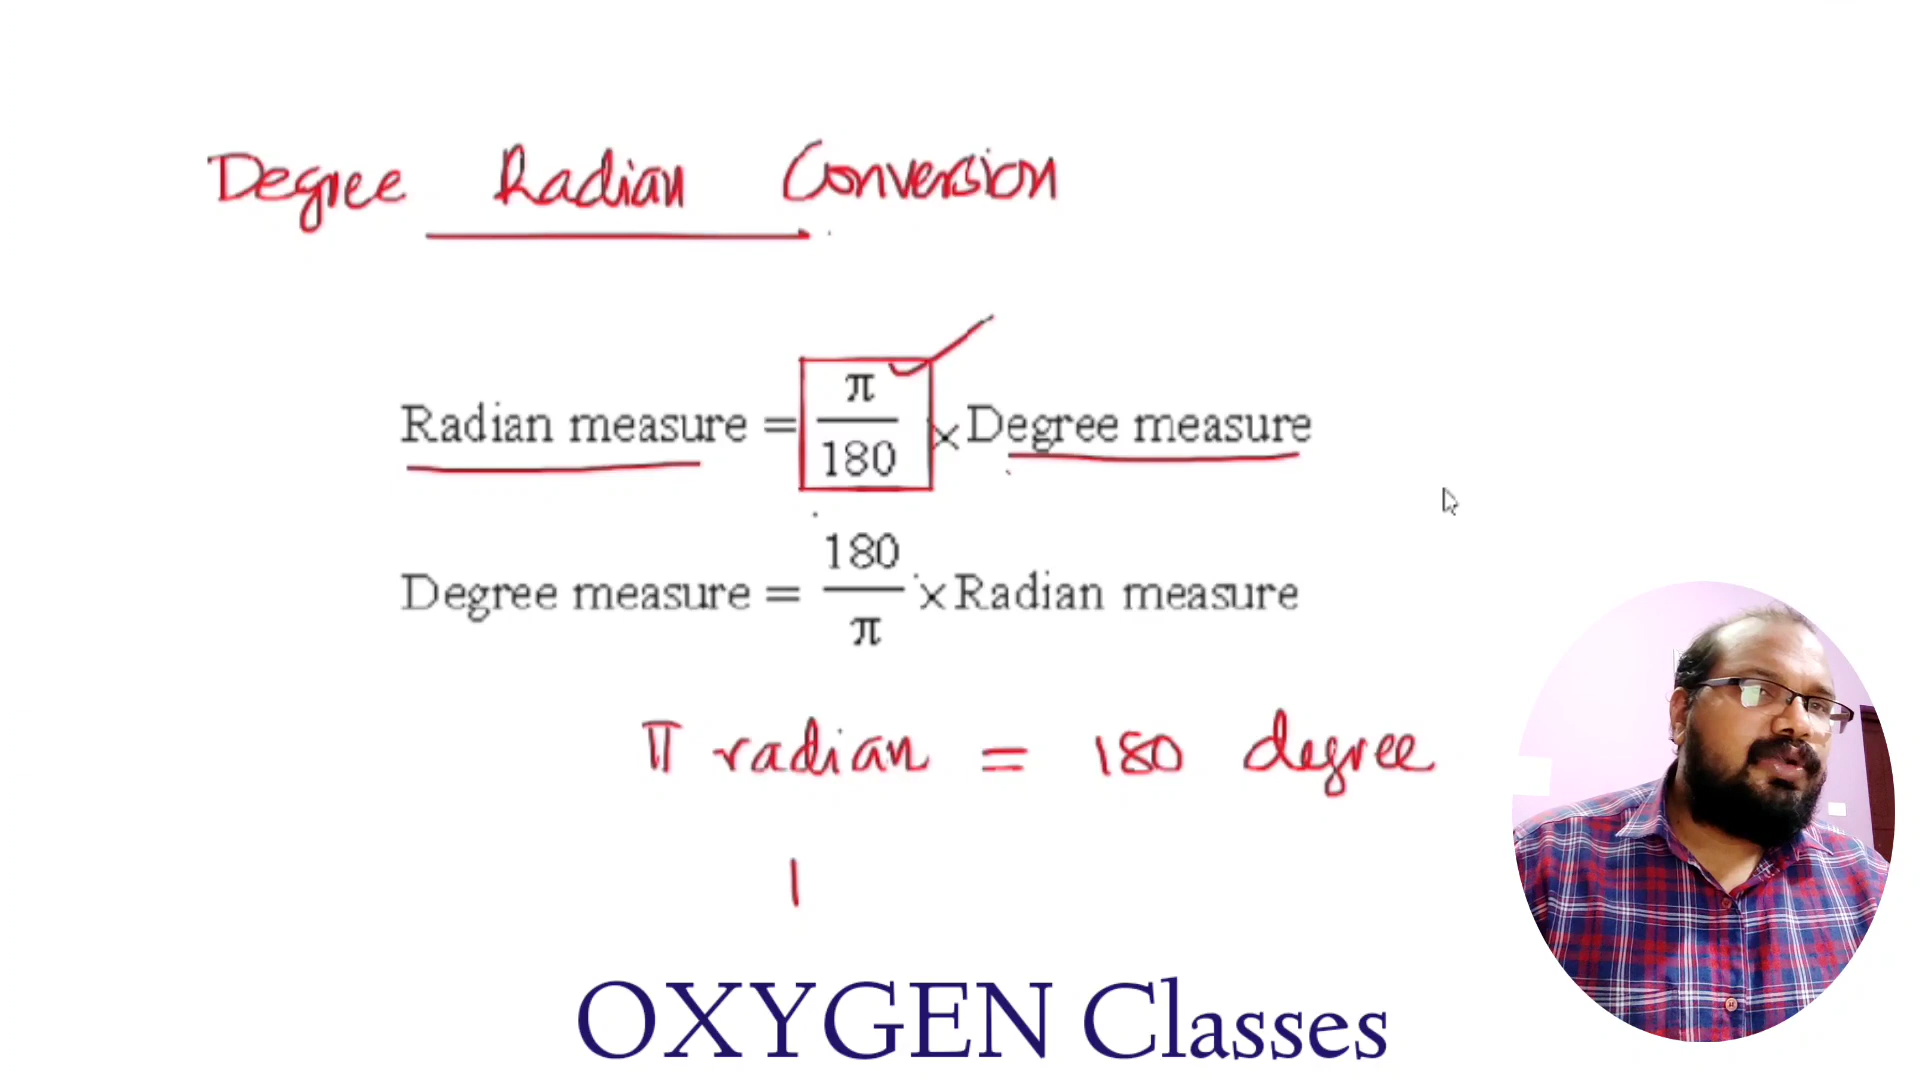 Degree Radian Conversion
Radian measure = π/180 × Degree measure
Degree measure = 180/π × Radian measure
π radian = 180 degree
1
OXYGEN Classes